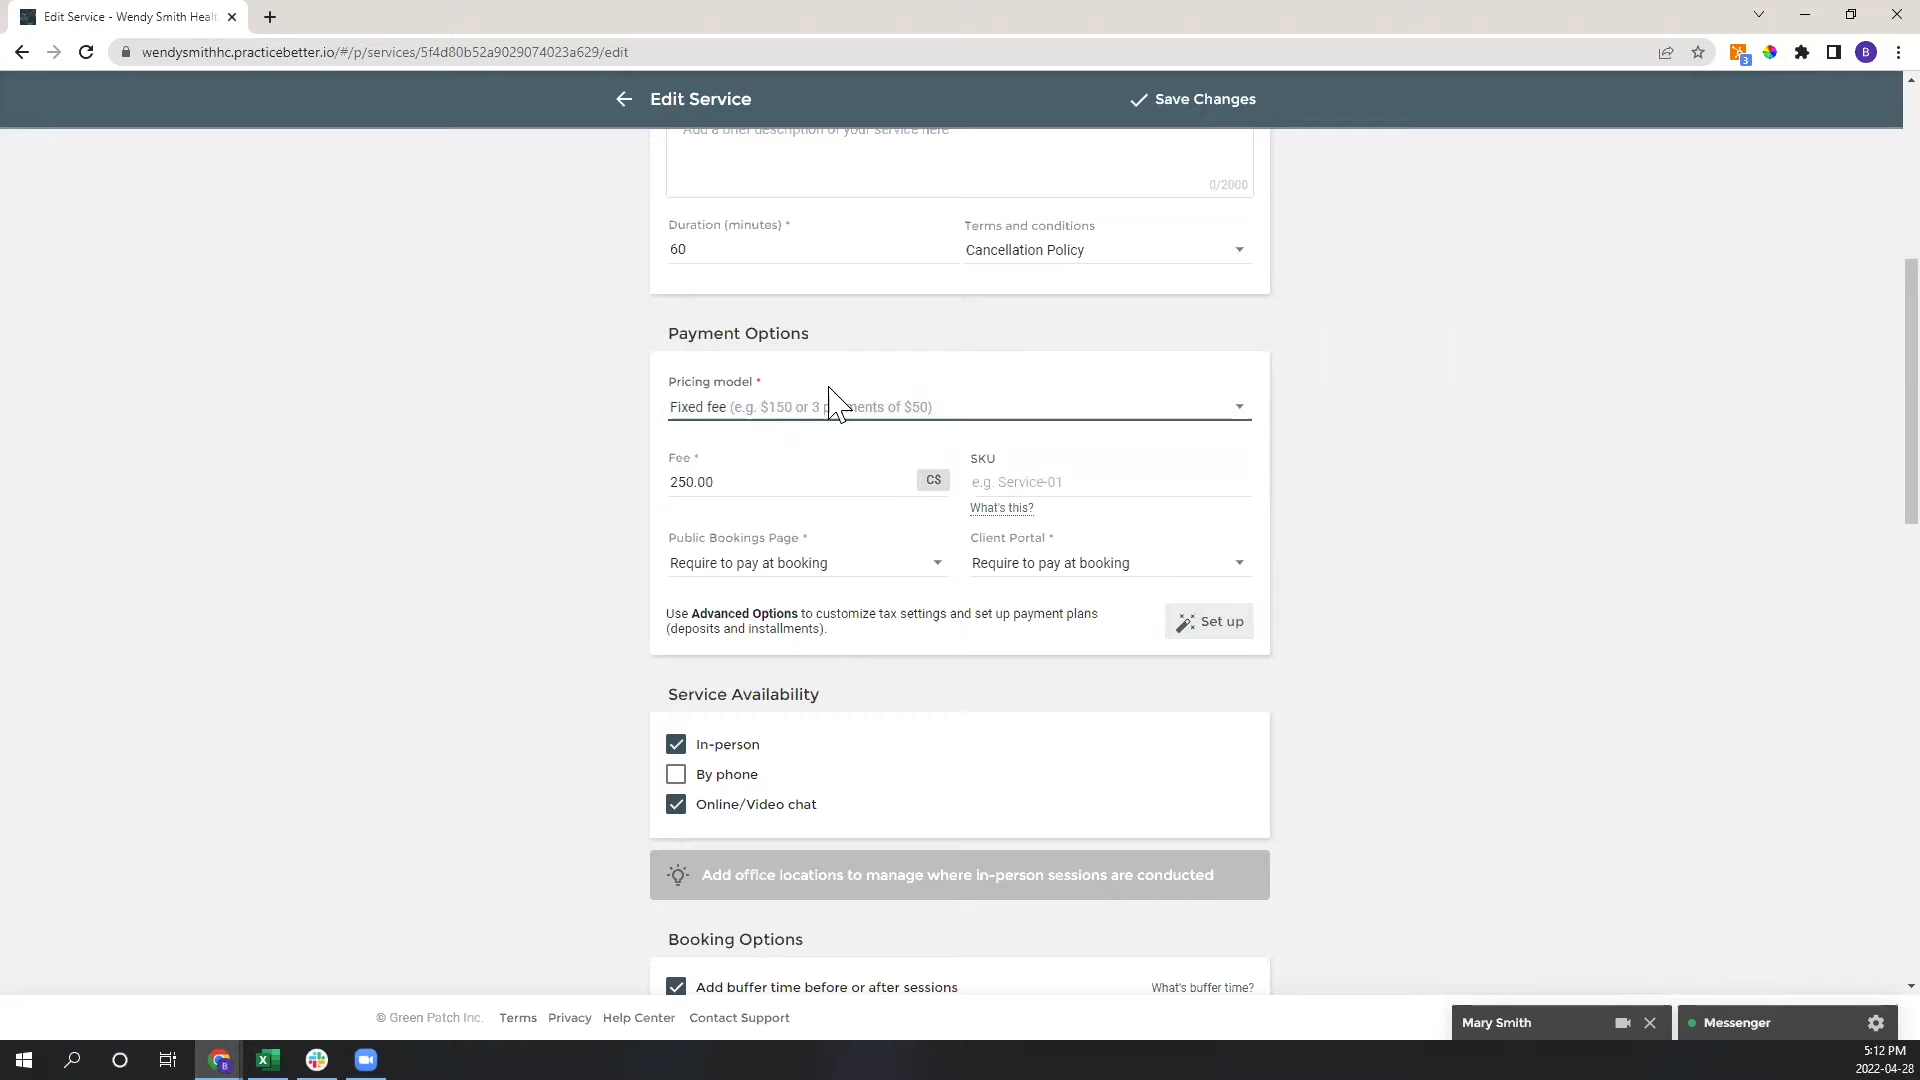 Edit Service - Wendy Smith Healt
wendysmithhc.practicebetter.io/#/p/services/5f4d80b52a9029074023a629/edit
3
B
Edit Service
Save Changes
Add a brief description of your service here
0/2000
Duration (minutes) *
Terms and conditions
60
Cancellation Policy
Payment Options
Pricing model *
Fixed fee (e.g. $150 or 3 payments of $50)
Fee *
SKU
250.00
C$
e.g. Service-01
What's this?
Public Bookings Page *
Client Portal *
Require to pay at booking
Require to pay at booking
Use Advanced Options to customize tax settings and set up payment plans
(deposits and installments).
Set up
Service Availability
In-person
By phone
Online/Video chat
Add office locations to manage where in-person sessions are conducted
Booking Options
Add buffer time before or after sessions
What's buffer time?
© Green Patch Inc.
Terms
Privacy
Help Center
Contact Support
Mary Smith
Messenger
5:12 PM
2022-04-28